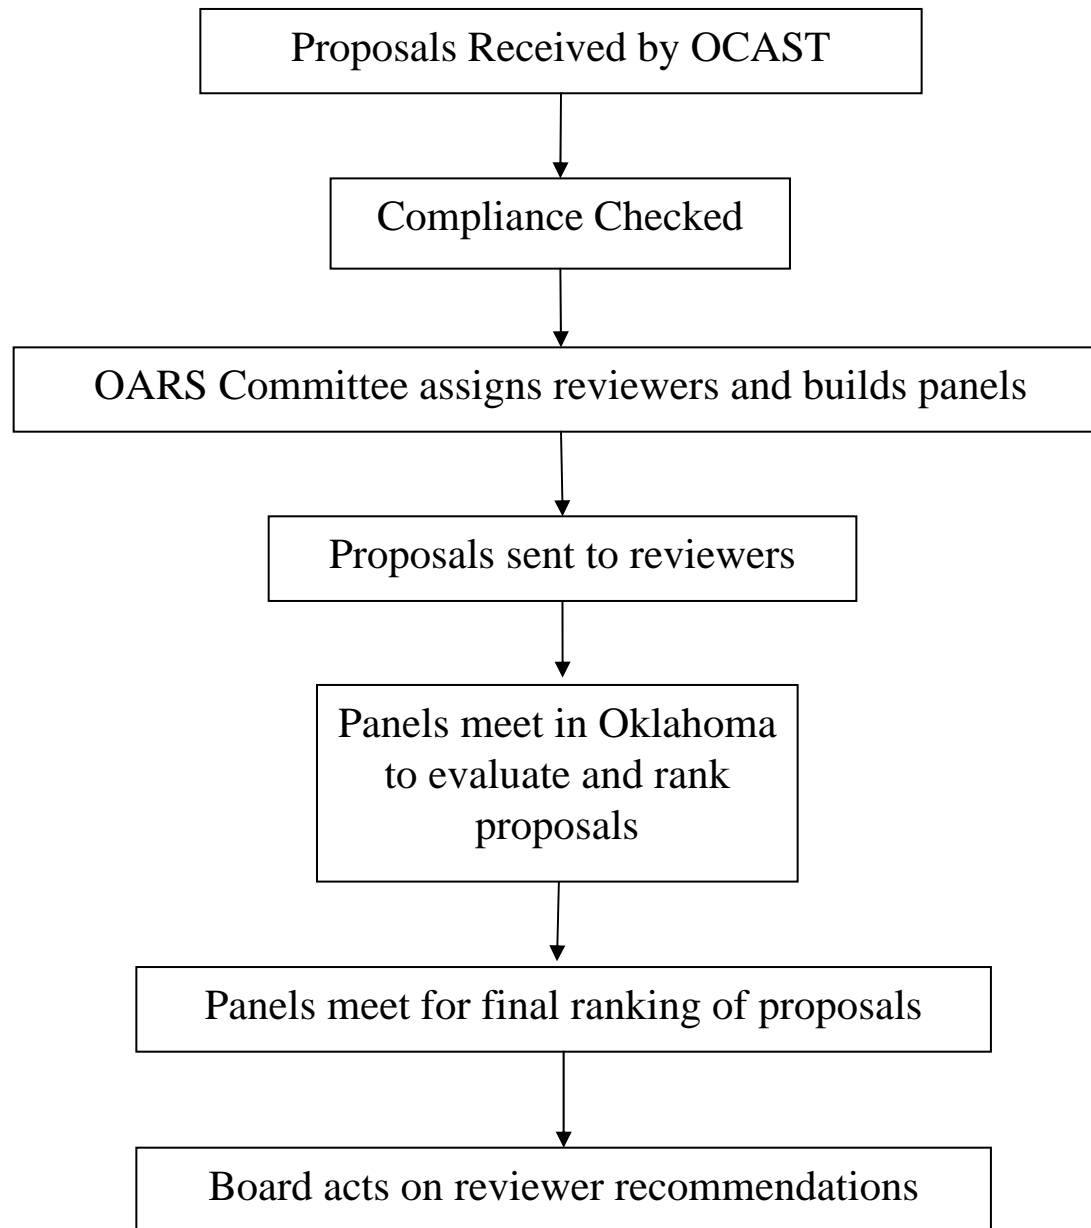 Proposals Received by OCAST
Compliance Checked
OARS Committee assigns reviewers and builds panels
Proposals sent to reviewers
Panels meet in Oklahoma
to evaluate and rank
proposals
Panels meet for final ranking of proposals
Board acts on reviewer recommendations